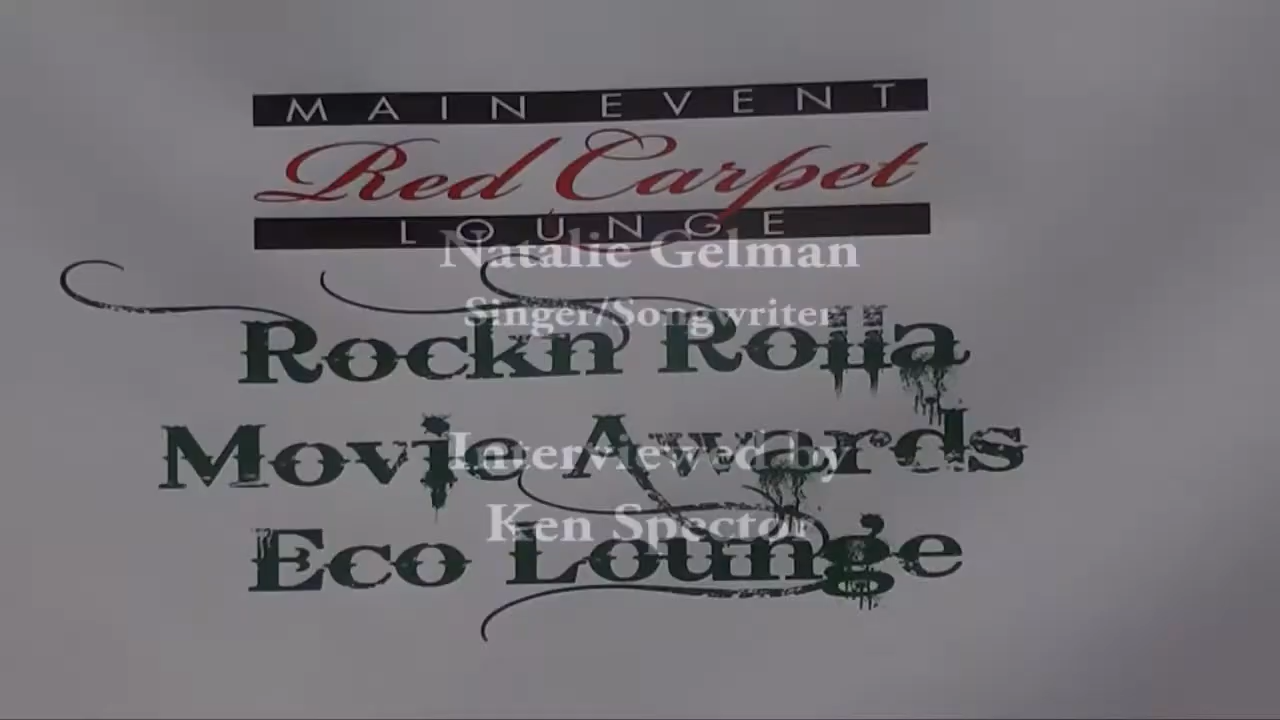 MAIN EVENT
Red Carpet
LOUNGE
Natalie Gelman
Singer/Songwriter
Rockn Rolla
Movie Awards
Interviewed by
Ken Spector
Eco Lounge